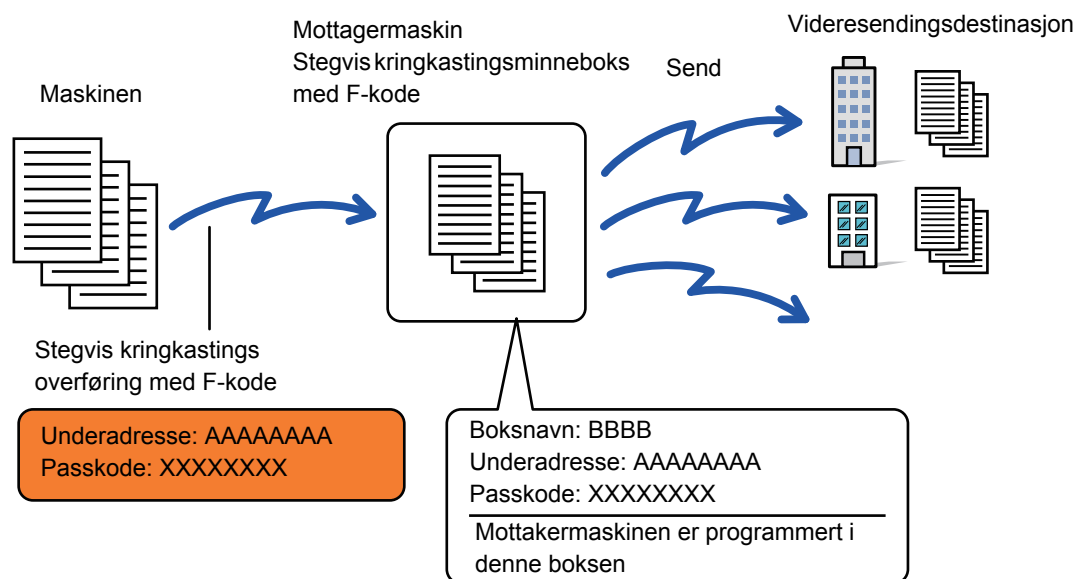 Maskinen
Mottagermaskin
Stegvis kringkastingsminneboks
med F-kode
Send
Videresendingsdestinasjon
Stegvis kringkastings
overføring med F-kode
Underadresse: AAAAAAAA
Passkode: XXXXXXXX
Boksnavn: BBBB
Underadresse: AAAAAAAA
Passkode: XXXXXXXX
Mottakermaskinen er programmert i
denne boksen